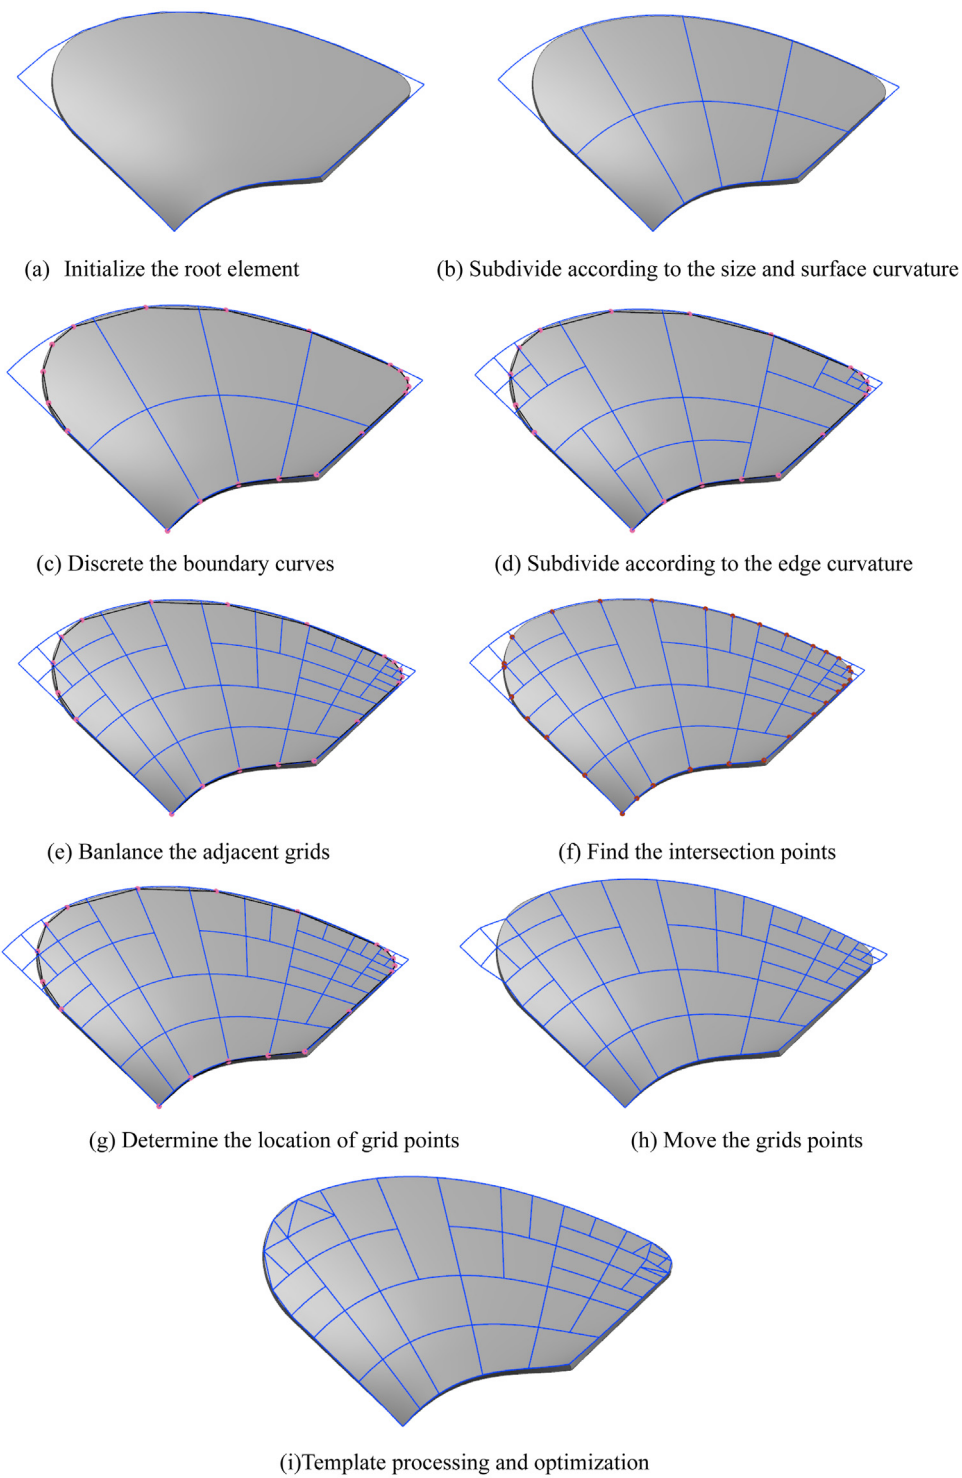 (a) Initialize the root element
(b) Subdivide according to the size and surface curvature
(c) Discrete the boundary curves
(d) Subdivide according to the edge curvature
(e) Banlance the adjacent grids
(f) Find the intersection points
(g) Determine the location of grid points
(h) Move the grids points
(i)Template processing and optimization